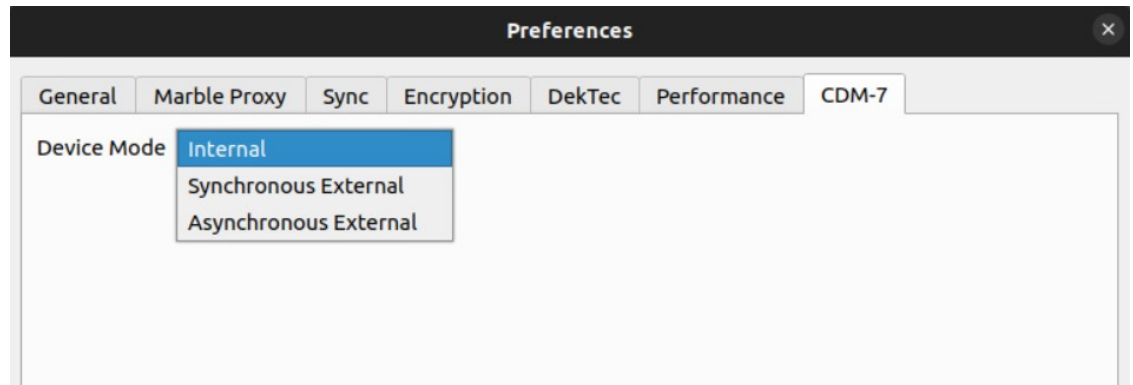 Preferences
General Marble Proxy Sync Encryption DekTec Performance CDM-7
Device Mode Internal
Synchronous External
Asynchronous External